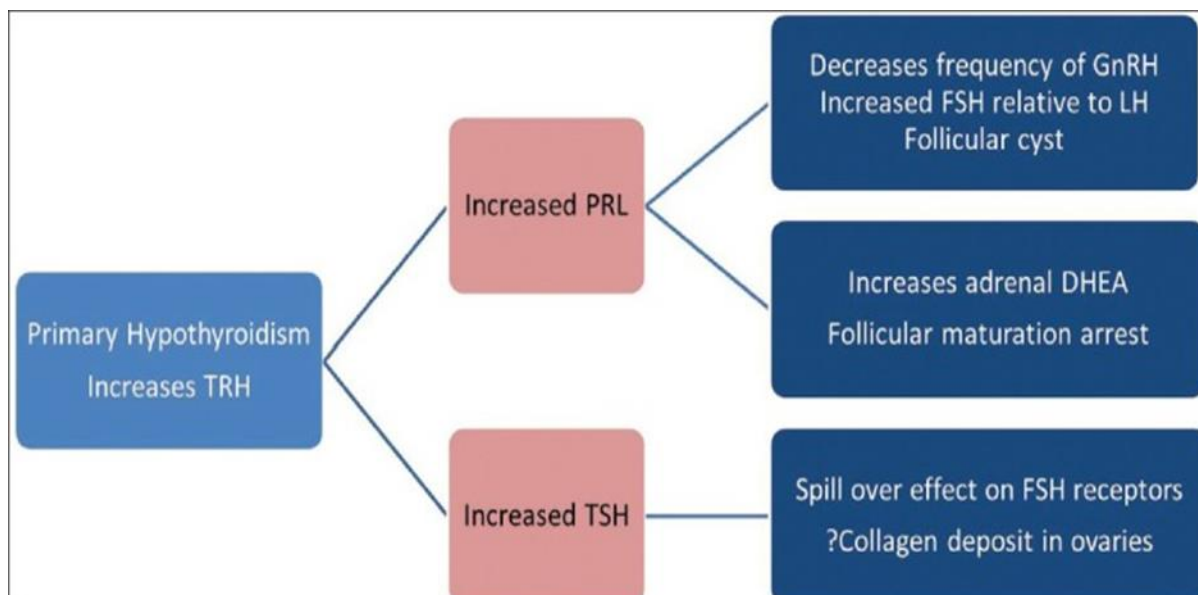 Primary Hypothyroidism
Increases TRH
Increased PRL
Increased TSH
Decreases frequency of GnRH
Increased FSH relative to LH
Follicular cyst
Increases adrenal DHEA
Follicular maturation arrest
Spill over effect on FSH receptors
?Collagen deposit in ovaries